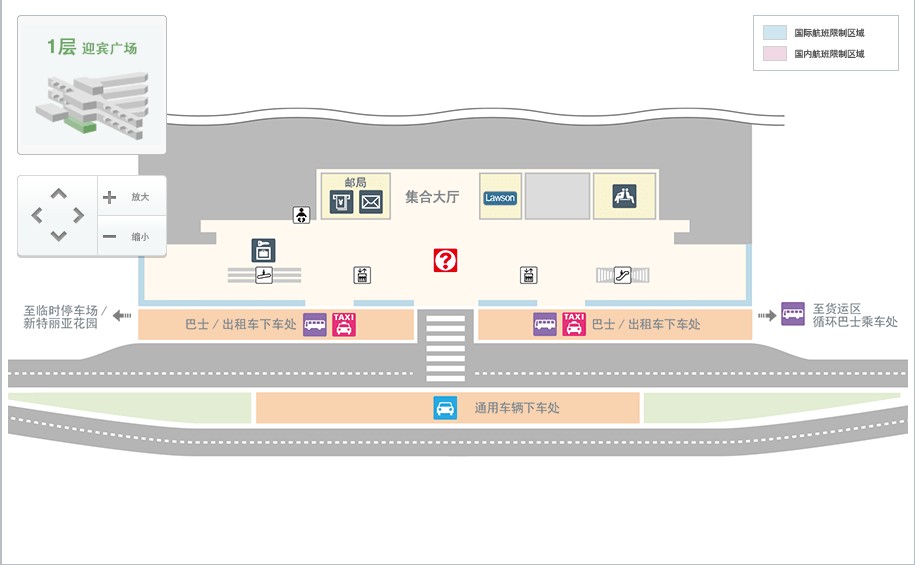 1层 迎宾广场
国际航班限制区域
国内航班限制区域
放大
缩小
邮局
集合大厅
Lawson
?
至临时停车场 /
新特丽亚花园
巴士 / 出租车下车处
TAXI
TAXI
巴士 / 出租车下车处
至货运区
循环巴士乘车处
通用车辆下车处